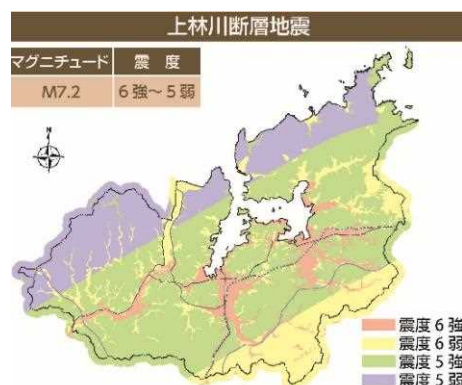 上林川断層地震
マグニチュード 震 度
M7.2 6強～5弱
N
震度6強
震度6弱
震度5強
震度5弱